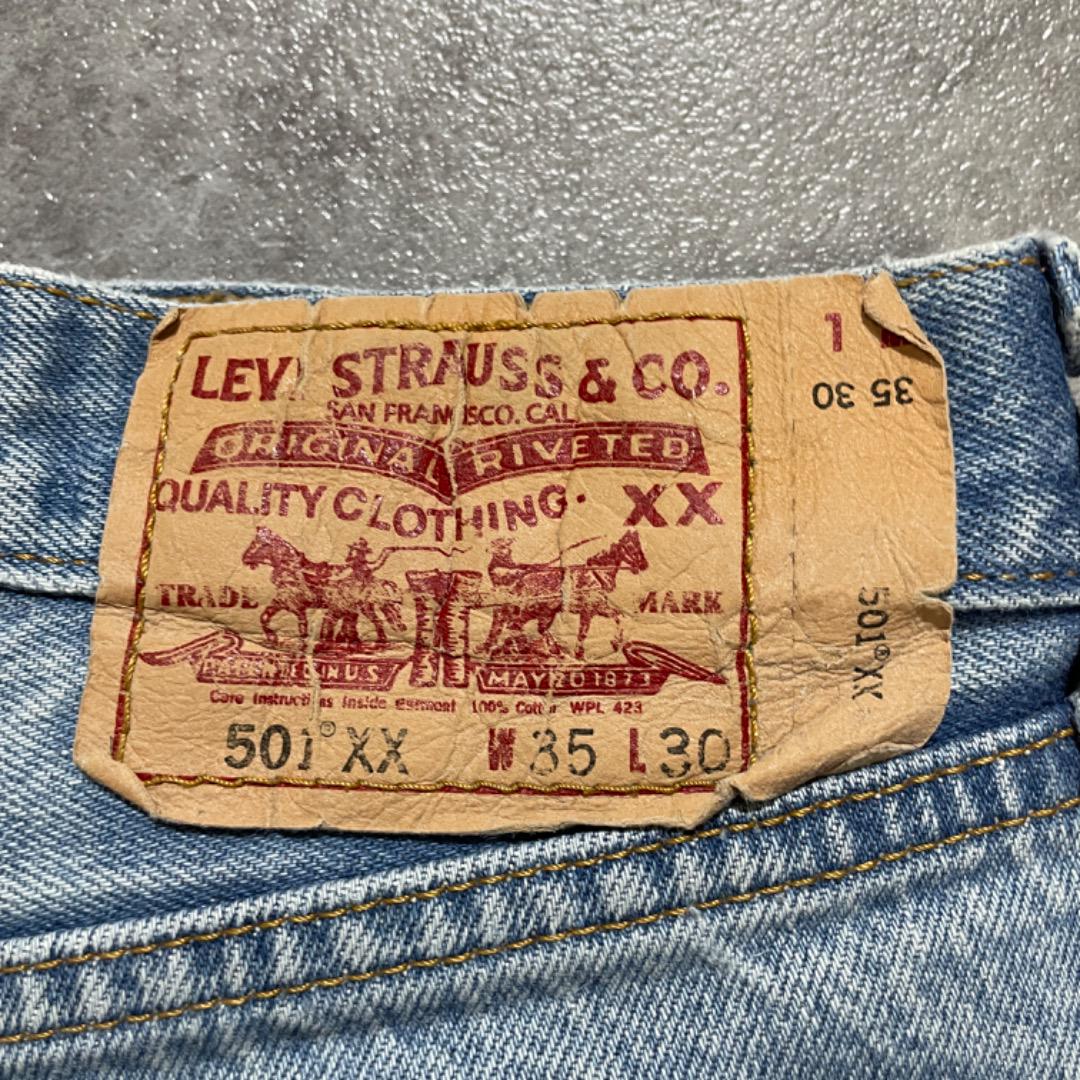 LEVI STRAUSS & CO.
SAN FRANCISCO. CAL
ORIGINAL RIVETED
QUALITY CLOTHING. XX
TRADE MARK
MAY 20 1873
Care Instructions Inside Garment 100% Cotton WPL 423
501® XX W 35 L 30
1
35 30
501® XX